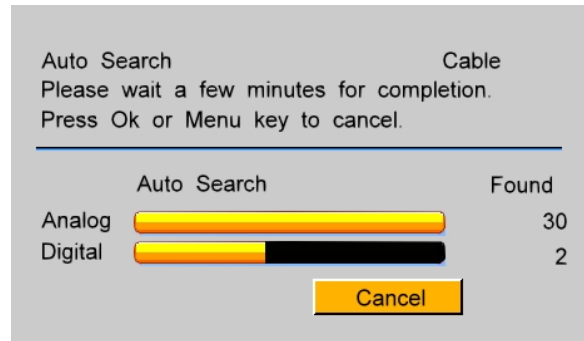 Auto Search Cable
Please wait a few minutes for completion.
Press Ok or Menu key to cancel.
Auto Search Found
Analog 30
Digital 2
Cancel